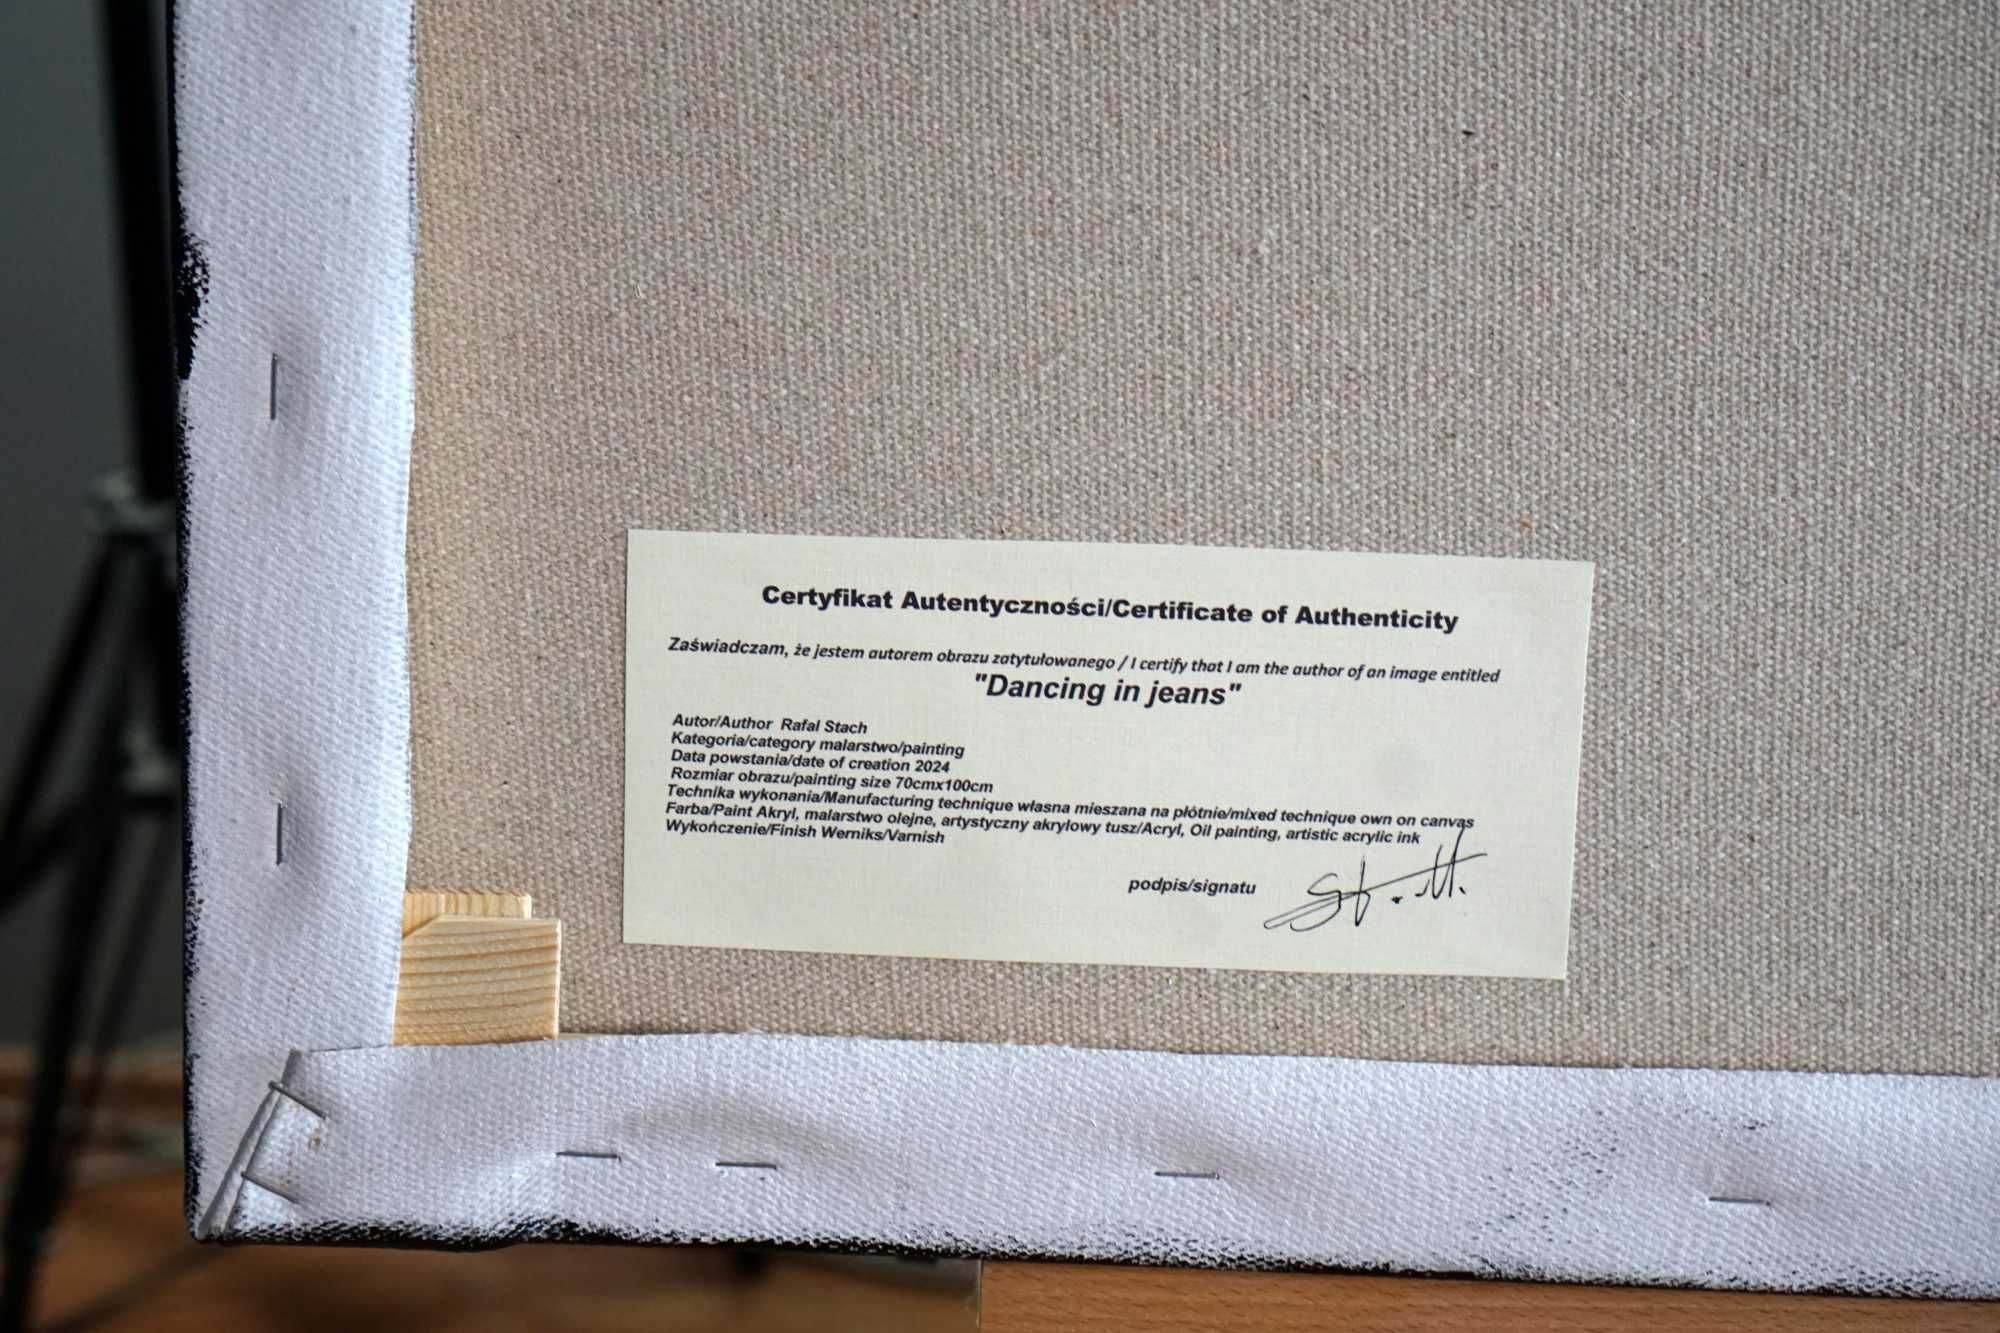 Certyfikat Autentyczności/Certificate of Authenticity
Zaświadczam, że jestem autorem obrazu zatytułowanego / I certify that I am the author of an image entitled
"Dancing in jeans"
Autor/Author Rafal Stach
Kategoria/category malarstwo/painting
Data powstania/date of creation 2024
Rozmiar obrazu/painting size 70cmx100cm
Technika wykonania/Manufacturing technique własna mieszana na płótnie/mixed technique own on canvas
Farba/Paint Akryl, malarstwo olejne, artystyczny akrylowy tusz/Acryl, Oil painting, artistic acrylic ink
Wykończenie/Finish Werniks/Varnish
podpis/signatu